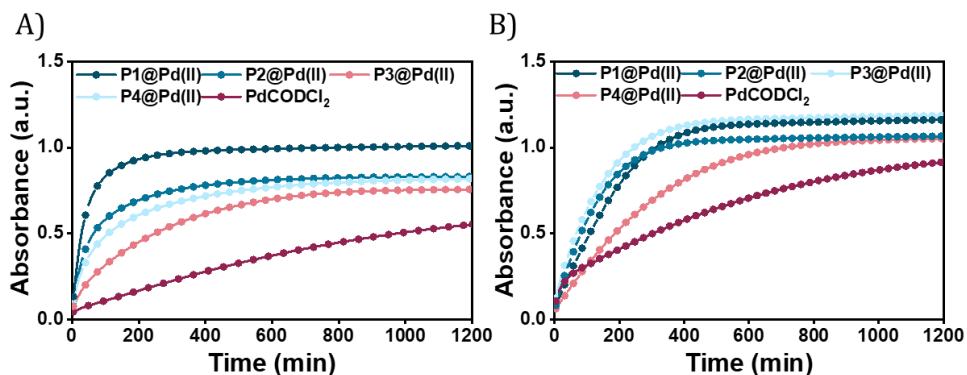 A)
B)
1.5
P1@Pd(II) P2@Pd(II) P3@Pd(II)
P4@Pd(II) PdCODCl₂
1.0
0.5
0.0
Absorbance (a.u.)
0 200 400 600 800 1000 1200
Time (min)
1.5
P1@Pd(II) P2@Pd(II) P3@Pd(II)
P4@Pd(II) PdCODCl₂
1.0
0.5
0.0
Absorbance (a.u.)
0 200 400 600 800 1000 1200
Time (min)